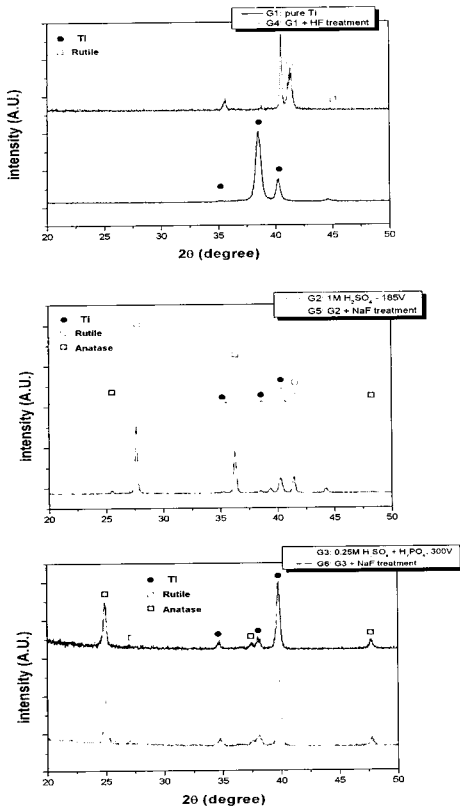 G1: pure Ti
G4: G1 + HF treatment
Ti
Rutile
intensity (A.U.)
20 25 30 35 40 45 50
2θ (degree)
G2: 1M H2SO4 - 185V
G5: G2 + NaF treatment
Ti
Rutile
Anatase
intensity (A.U.)
20 25 30 35 40 45 50
2θ (degree)
G3: 0.25M H SO4 + H3PO4, 300V
G6: G3 + NaF treatment
Ti
Rutile
Anatase
intensity (A.U.)
20 25 30 35 40 45 50
2θ (degree)